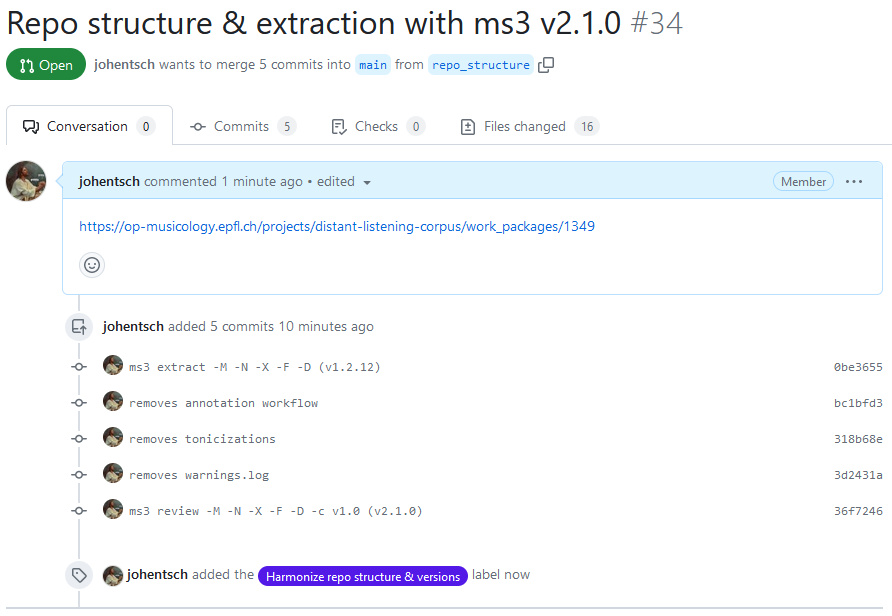 Repo structure & extraction with ms3 v2.1.0 #34
Open johentsch wants to merge 5 commits into main from repo_structure
Conversation 0 Commits 5 Checks 0 Files changed 16
johentsch commented 1 minute ago • edited Member
https://op-musicology.epfl.ch/projects/distant-listening-corpus/work_packages/1349
johentsch added 5 commits 10 minutes ago
ms3 extract -M -N -X -F -D (v1.2.12) 0be3655
removes annotation workflow bc1bfd3
removes tonicizations 318b68e
removes warnings.log 3d2431a
ms3 review -M -N -X -F -D -c v1.0 (v2.1.0) 36f7246
johentsch added the Harmonize repo structure & versions label now